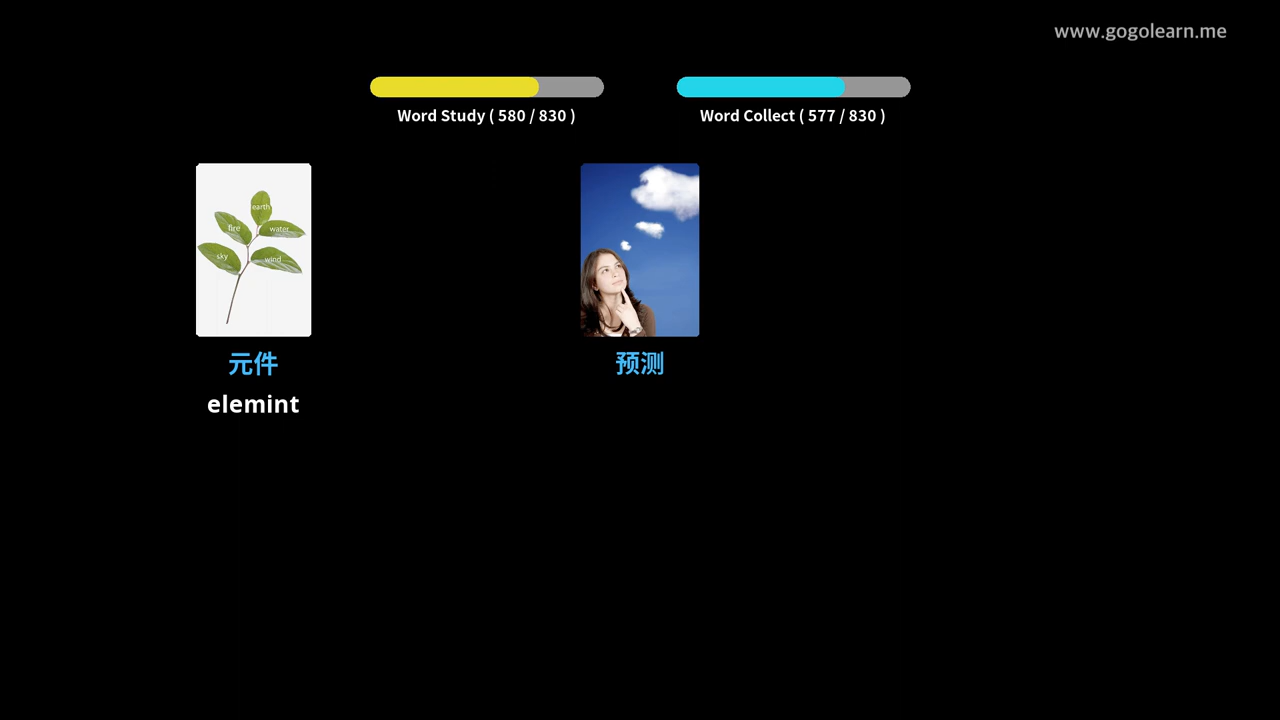 www.gogolearn.me
Word Study ( 580 / 830 )
Word Collect ( 577 / 830 )
earth
fire
water
sky
wind
元件
elemint
预测